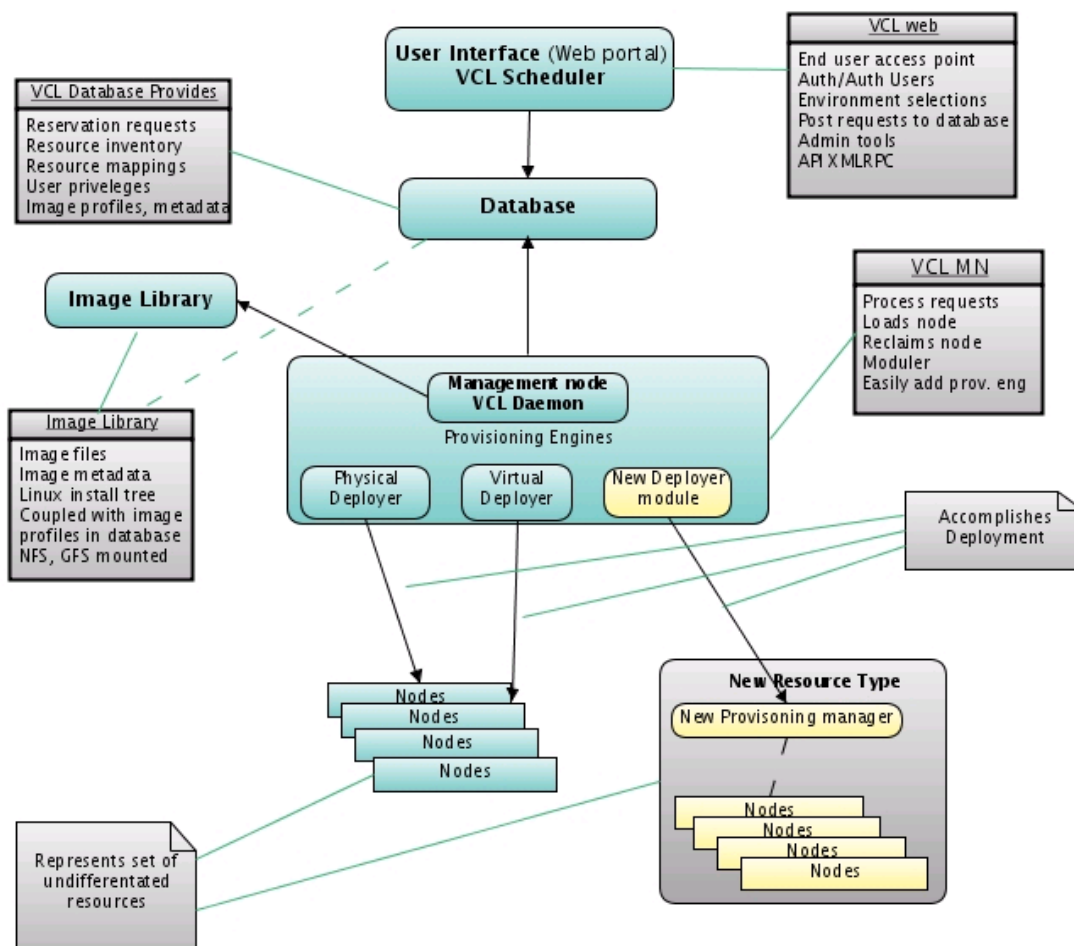 User Interface (Web portal)
VCL Scheduler
VCL web
End user access point
Auth/Auth Users
Environment selections
Post requests to database
Admin tools
API XMLRPC
VCL Database Provides
Reservation requests
Resource inventory
Resource mappings
User priveleges
Image profiles, metadata
Database
Image Library
VCL MN
Process requests
Loads node
Reclaims node
Moduler
Easily add prov. eng
Management node
VCL Daemon
Provisioning Engines
Physical
Deployer
Virtual
Deployer
New Deployer
module
Image Library
Image files
Image metadata
Linux install tree
Coupled with image
profiles in database
NFS, GFS mounted
Accomplishes
Deployment
Nodes
Nodes
Nodes
Nodes
New Resource Type
New Provisoning manager
Nodes
Nodes
Nodes
Nodes
Represents set of
undifferentated
resources